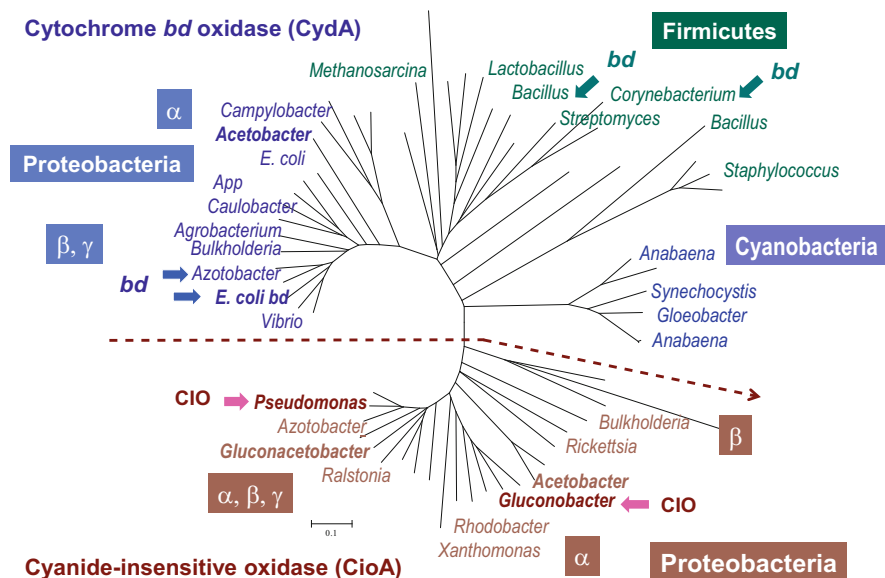 Cytochrome bd oxidase (CydA)
Firmicutes
bd
Methanosarcina
Lactobacillus
Bacillus
bd
Corynebacterium
Streptomyces
Bacillus
α
Campylobacter
Acetobacter
E. coli
Proteobacteria
Staphylococcus
App
Caulobacter
β, γ
Agrobacterium
Bulkholderia
Azotobacter
bd
E. coli bd
Vibrio
Cyanobacteria
Anabaena
Synechocystis
Gloeobacter
Anabaena
CIO
Pseudomonas
Azotobacter
Gluconacetobacter
Ralstonia
α, β, γ
0.1
Bulkholderia
β
Rickettsia
Acetobacter
Gluconobacter
CIO
Rhodobacter
Xanthomonas
α
Proteobacteria
Cyanide-insensitive oxidase (CioA)